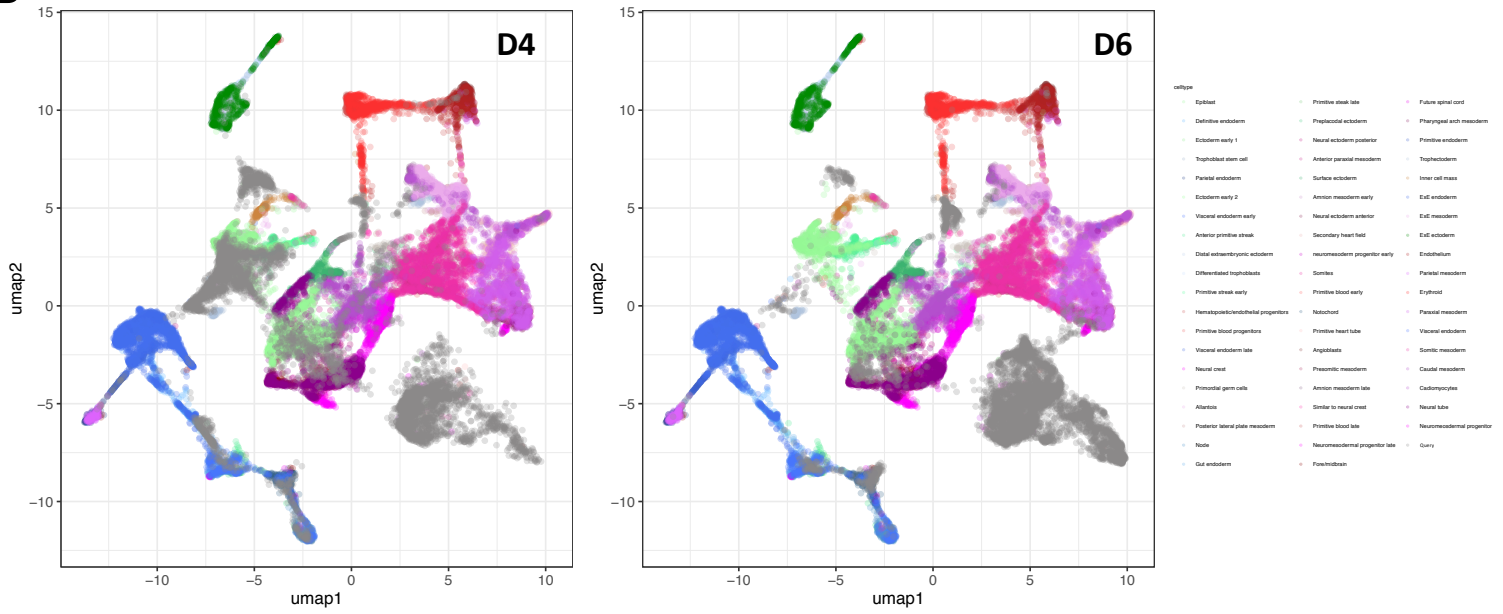 D4
15
10
5
0
−5
−10
−10
−5
0
5
10
umap1
umap2
D6
15
10
5
0
−5
−10
−10
−5
0
5
10
umap1
umap2
celltype
Epiblast
Definitive endoderm
Ectoderm early 1
Trophoblast stem cell
Parietal endoderm
Ectoderm early 2
Visceral endoderm early
Anterior primitive streak
Distal extraembryonic ectoderm
Differentiated trophoblasts
Primitive streak early
Hematopoietic/endothelial progenitors
Primitive blood progenitors
Visceral endoderm late
Neural crest
Primordial germ cells
Allantois
Posterior lateral plate mesoderm
Node
Gut endoderm
Primitive steak late
Preplacodal ectoderm
Neural ectoderm posterior
Anterior paraxial mesoderm
Surface ectoderm
Amnion mesoderm early
Neural ectoderm anterior
Secondary heart field
neuromesoderm progenitor early
Somites
Primitive blood early
Notochord
Primitive heart tube
Angioblasts
Presomitic mesoderm
Amnion mesoderm late
Similar to neural crest
Primitive blood late
Neuromesodermal progenitor late
Fore/midbrain
Future spinal cord
Pharyngeal arch mesoderm
Primitive endoderm
Trophectoderm
Inner cell mass
ExE endoderm
ExE mesoderm
ExE ectoderm
Endothelium
Parietal mesoderm
Erythroid
Paraxial mesoderm
Visceral endoderm
Somitic mesoderm
Caudal mesoderm
Cadiomyocytes
Neural tube
Neuromesodermal progenitor
Query